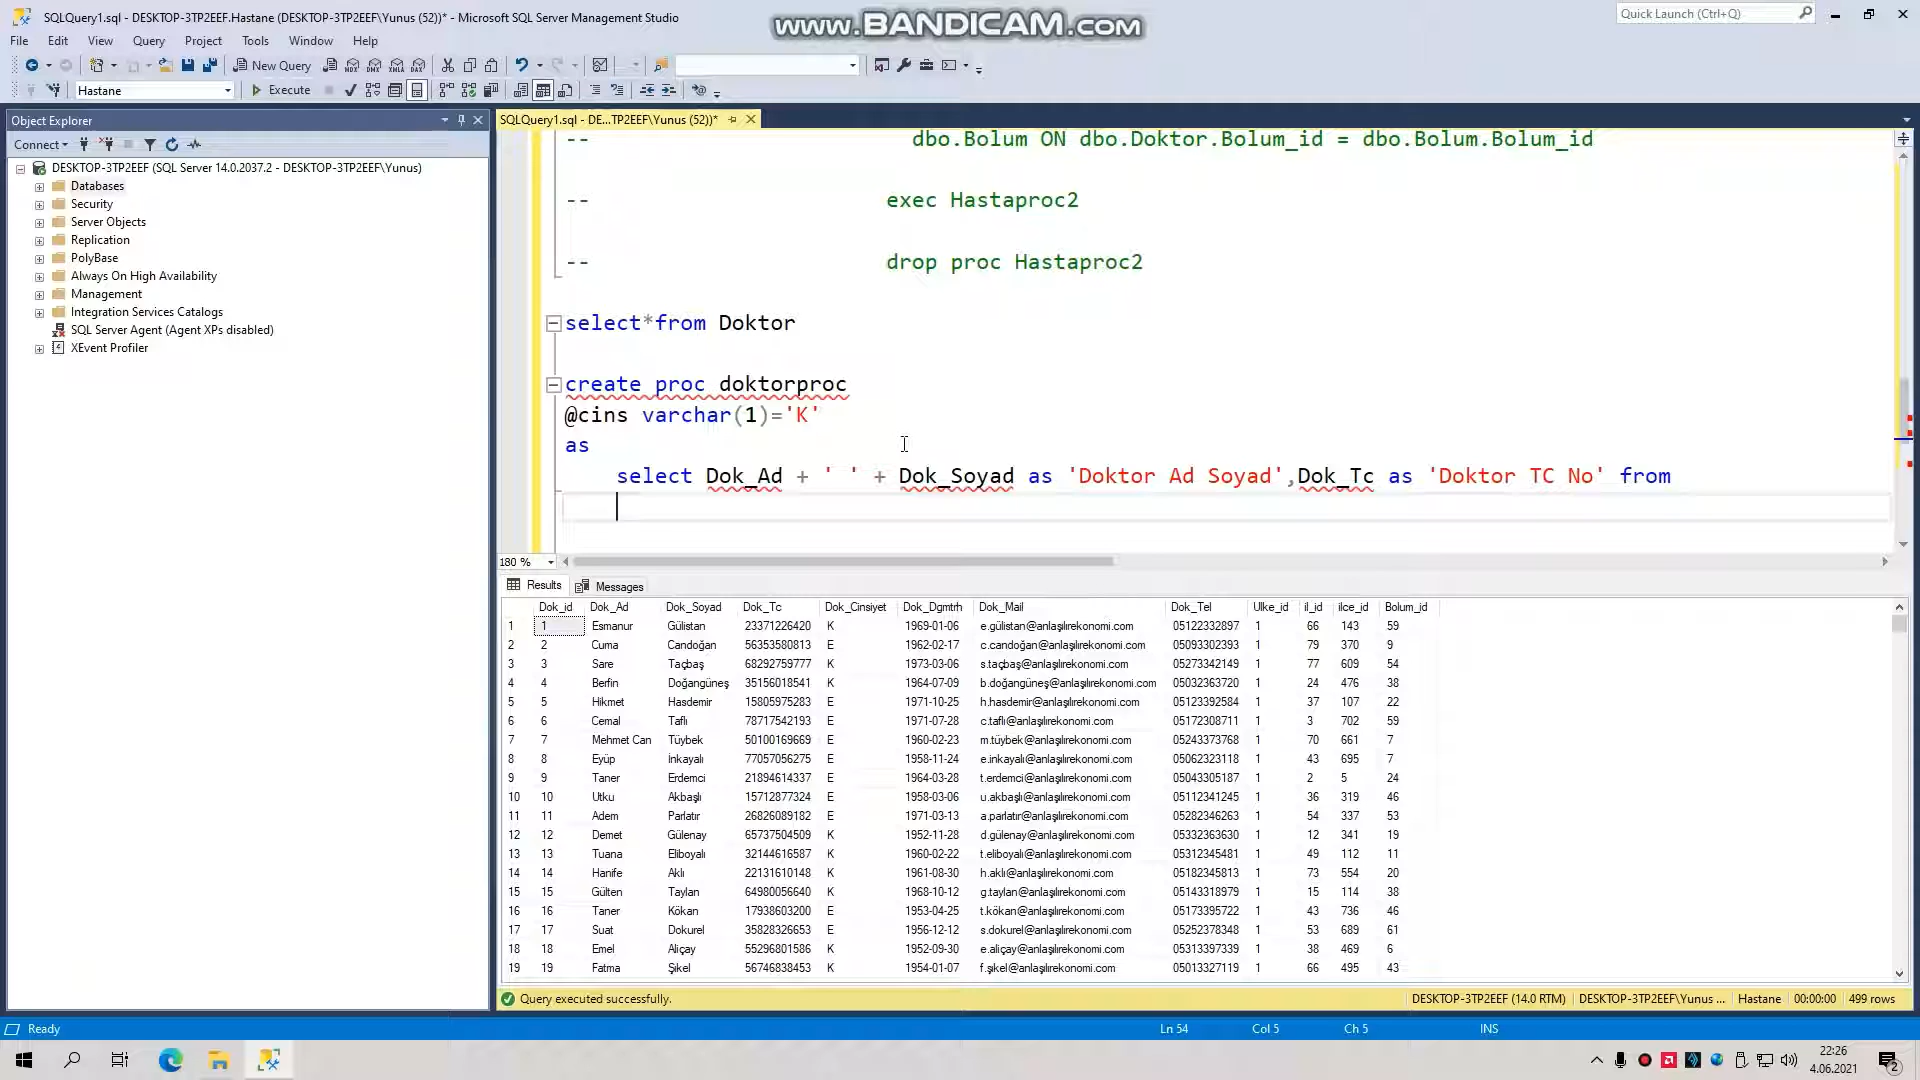 SQLQuery1.sql - DESKTOP-3TP2EEF.Hastane (DESKTOP-3TP2EEF\Yunus (52))* - Microsoft SQL Server Management Studio
www.BANDICAM.com
Quick Launch (Ctrl+Q)
File Edit View Query Project Tools Window Help
New Query
Hastane Execute
Object Explorer
SQLQuery1.sql - DE...TP2EEF\Yunus (52))*
Connect
DESKTOP-3TP2EEF (SQL Server 14.0.2037.2 - DESKTOP-3TP2EEF\Yunus)
Databases
Security
Server Objects
Replication
PolyBase
Always On High Availability
Management
Integration Services Catalogs
SQL Server Agent (Agent XPs disabled)
XEvent Profiler
-- dbo.Bolum ON dbo.Doktor.Bolum_id = dbo.Bolum.Bolum_id
-- exec Hastaproc2
-- drop proc Hastaproc2
select*from Doktor
create proc doktorproc
@cins varchar(1)='K'
as
select Dok_Ad + ' ' + Dok_Soyad as 'Doktor Ad Soyad',Dok_Tc as 'Doktor TC No' from
180 %
Results Messages
Dok_id Dok_Ad Dok_Soyad Dok_Tc Dok_Cinsiyet Dok_Dgmtrh Dok_Mail Dok_Tel Ulke_id il_id ilce_id Bolum_id
1 1 Esmanur Gülistan 23371226420 K 1969-01-06 e.gülistan@anlaşılırekonomi.com 05122332897 1 66 143 59
2 2 Cuma Candoğan 56353580813 E 1962-02-17 c.candoğan@anlaşılırekonomi.com 05093302393 1 79 370 9
3 3 Sare Taçbaş 68292759777 K 1973-03-06 s.taçbaş@anlaşılırekonomi.com 05273342149 1 77 609 54
4 4 Berfin Doğangüneş 35156018541 K 1964-07-09 b.doğangüneş@anlaşılırekonomi.com 05032363720 1 24 476 38
5 5 Hikmet Hasdemir 15805975283 E 1971-10-25 h.hasdemir@anlaşılırekonomi.com 05123392584 1 37 107 22
6 6 Cemal Taflı 78717542193 E 1971-07-28 c.taflı@anlaşılırekonomi.com 05172308711 1 3 702 59
7 7 Mehmet Can Tüybek 50100169669 E 1960-02-23 m.tüybek@anlaşılırekonomi.com 05243373768 1 70 661 7
8 8 Eyüp İnkayalı 77057056275 E 1958-11-24 e.inkayalı@anlaşılırekonomi.com 05062323118 1 43 695 7
9 9 Taner Erdemci 21894614337 E 1964-03-28 t.erdemci@anlaşılırekonomi.com 05043305187 1 2 5 24
10 10 Utku Akbaşlı 15712877324 E 1958-03-06 u.akbaşlı@anlaşılırekonomi.com 05112341245 1 36 319 46
11 11 Adem Parlatır 26826089182 E 1971-03-13 a.parlatır@anlaşılırekonomi.com 05282346263 1 54 337 53
12 12 Demet Gülenay 65737504509 K 1952-11-28 d.gülenay@anlaşılırekonomi.com 05332363630 1 12 341 19
13 13 Tuana Eliboyalı 32144616587 K 1960-02-22 t.eliboyalı@anlaşılırekonomi.com 05312345481 1 49 112 11
14 14 Hanife Aklı 22131610148 K 1961-08-30 h.aklı@anlaşılırekonomi.com 05182345813 1 73 554 20
15 15 Gülten Taylan 64980056640 K 1968-10-12 g.taylan@anlaşılırekonomi.com 05143318979 1 15 114 38
16 16 Taner Kökan 17938603200 E 1953-04-25 t.kökan@anlaşılırekonomi.com 05173395722 1 43 736 46
17 17 Suat Dokurel 35828326653 E 1956-12-12 s.dokurel@anlaşılırekonomi.com 05252378348 1 53 689 61
18 18 Emel Aliçay 55296801586 K 1952-09-30 e.aliçay@anlaşılırekonomi.com 05313397339 1 38 469 6
19 19 Fatma Şikel 56746838453 K 1954-01-07 f.şikel@anlaşılırekonomi.com 05013327119 1 66 495 43
Query executed successfully. DESKTOP-3TP2EEF (14.0 RTM) DESKTOP-3TP2EEF\Yunus ... Hastane 00:00:00 499 rows
Ready Ln 54 Col 5 Ch 5 INS
22:26
4.06.2021
2